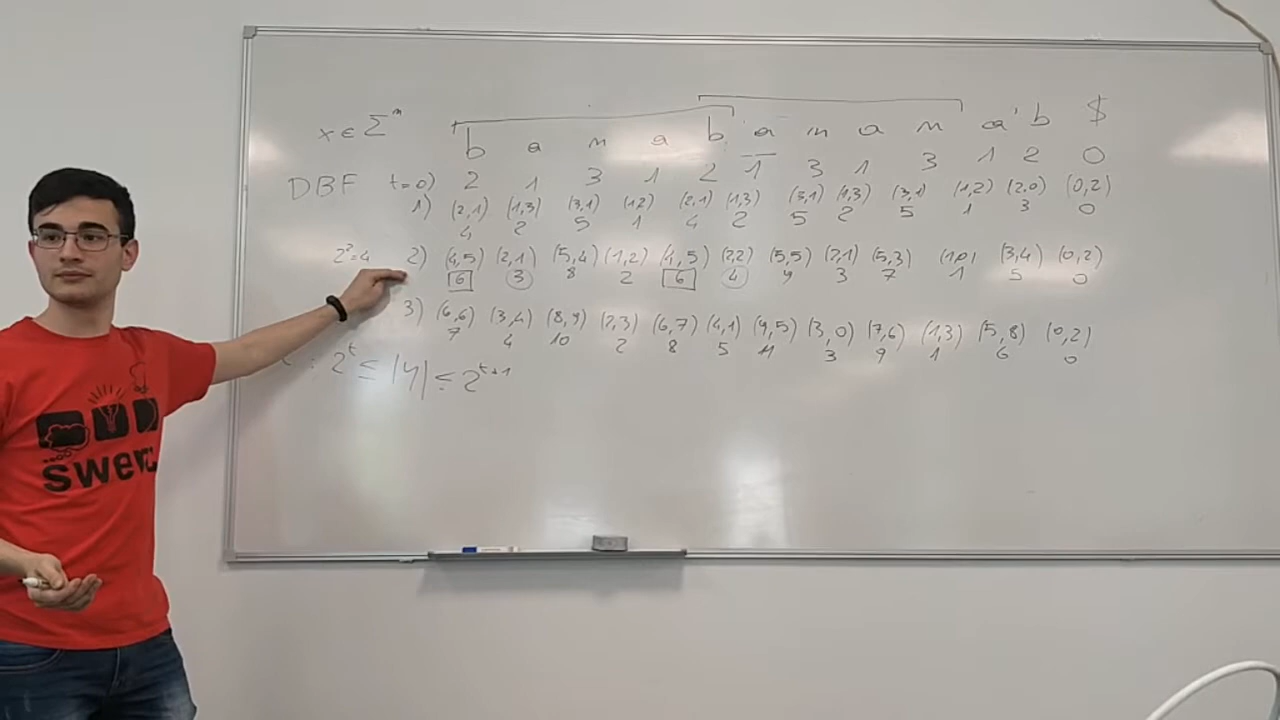 x ∈ Σⁿ b a n a b a n a n a b $
DBF t=0) 2 1 3 1 2 1 3 1 3 1 2 0
1) (2,1) (1,3) (3,1) (1,2) (2,1) (1,3) (3,1) (1,3) (3,1) (1,2) (2,0) (0,2)
4 2 5 1 4 2 5 2 5 1 3 0
2²=4 2) (4,5) (2,1) (5,4) (1,2) (4,5) (2,2) (5,5) (2,1) (5,3) (1,0) (3,4) (0,2)
6 3 8 2 6 4 9 3 7 1 5 0
3) (6,6) (3,4) (8,9) (2,3) (6,7) (4,1) (9,5) (3,0) (7,6) (1,3) (5,8) (0,2)
7 4 10 2 8 5 11 3 9 1 6 0
: 2ᵗ ≤ |y| ≤ 2ᵗ⁺¹
swerc